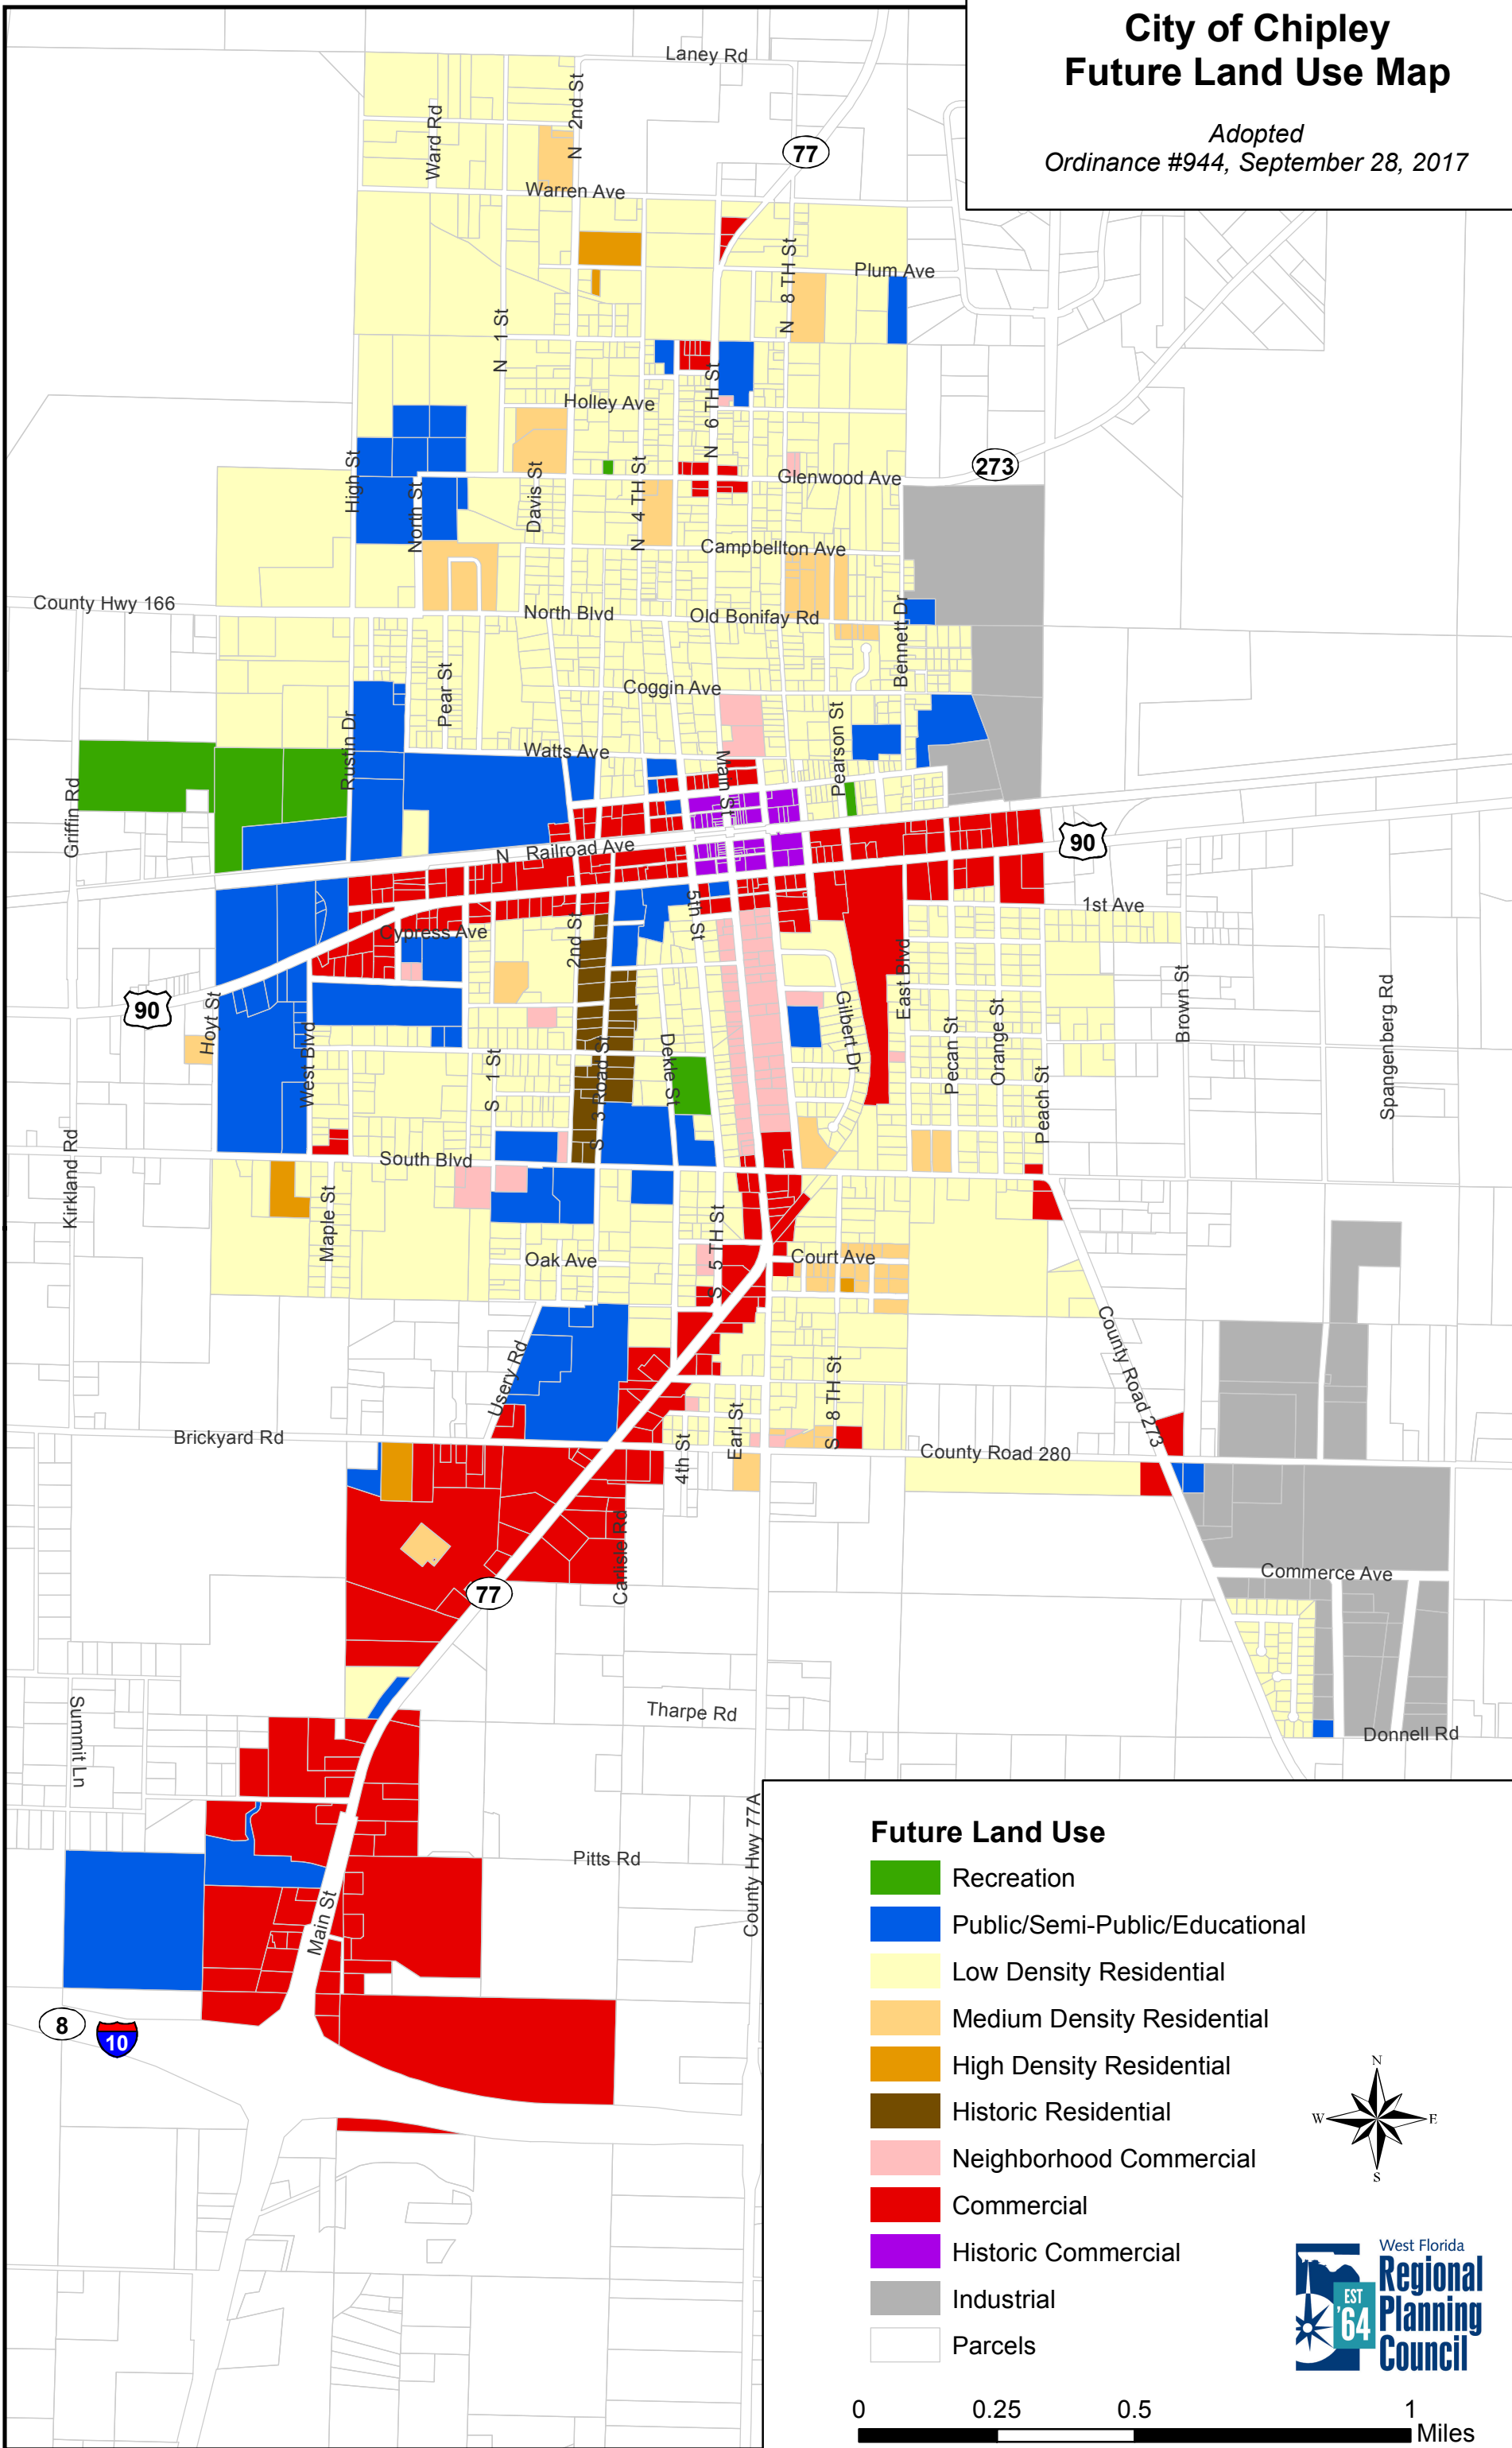 City of Chipley
Future Land Use Map
Adopted
Ordinance #944, September 28, 2017
Laney Rd
Ward Rd
N 2nd St
77
Warren Ave
Plum Ave
N 8 TH St
N 1 St
N 6 TH St
Holley Ave
High St
North St
Davis St
N 4 TH St
Glenwood Ave
273
Campbellton Ave
County Hwy 166
North Blvd
Old Bonifay Rd
Bennett Dr
Pear St
Coggin Ave
Rustin Dr
Watts Ave
Main St
Pearson St
Griffin Rd
N Railroad Ave
90
5th St
1st Ave
Cypress Ave
2nd St
East Blvd
90
Hoyt St
West Blvd
S 1 St
S 3 Road St
Dekle St
Gilbert Dr
Pecan St
Orange St
Peach St
Brown St
Spangenberg Rd
Kirkland Rd
South Blvd
Maple St
Oak Ave
S 5 TH St
Court Ave
County Road 273
Usery Rd
Brickyard Rd
4th St
Earl St
S 8 TH St
County Road 280
Carlisle Rd
77
Commerce Ave
Summit Ln
Tharpe Rd
Donnell Rd
Pitts Rd
County Hwy 77A
Main St
8
10
Future Land Use
Recreation
Public/Semi-Public/Educational
Low Density Residential
Medium Density Residential
High Density Residential
Historic Residential
Neighborhood Commercial
Commercial
Historic Commercial
Industrial
Parcels
N
W
E
S
West Florida
Regional
Planning
Council
EST
'64
0
0.25
0.5
1
Miles